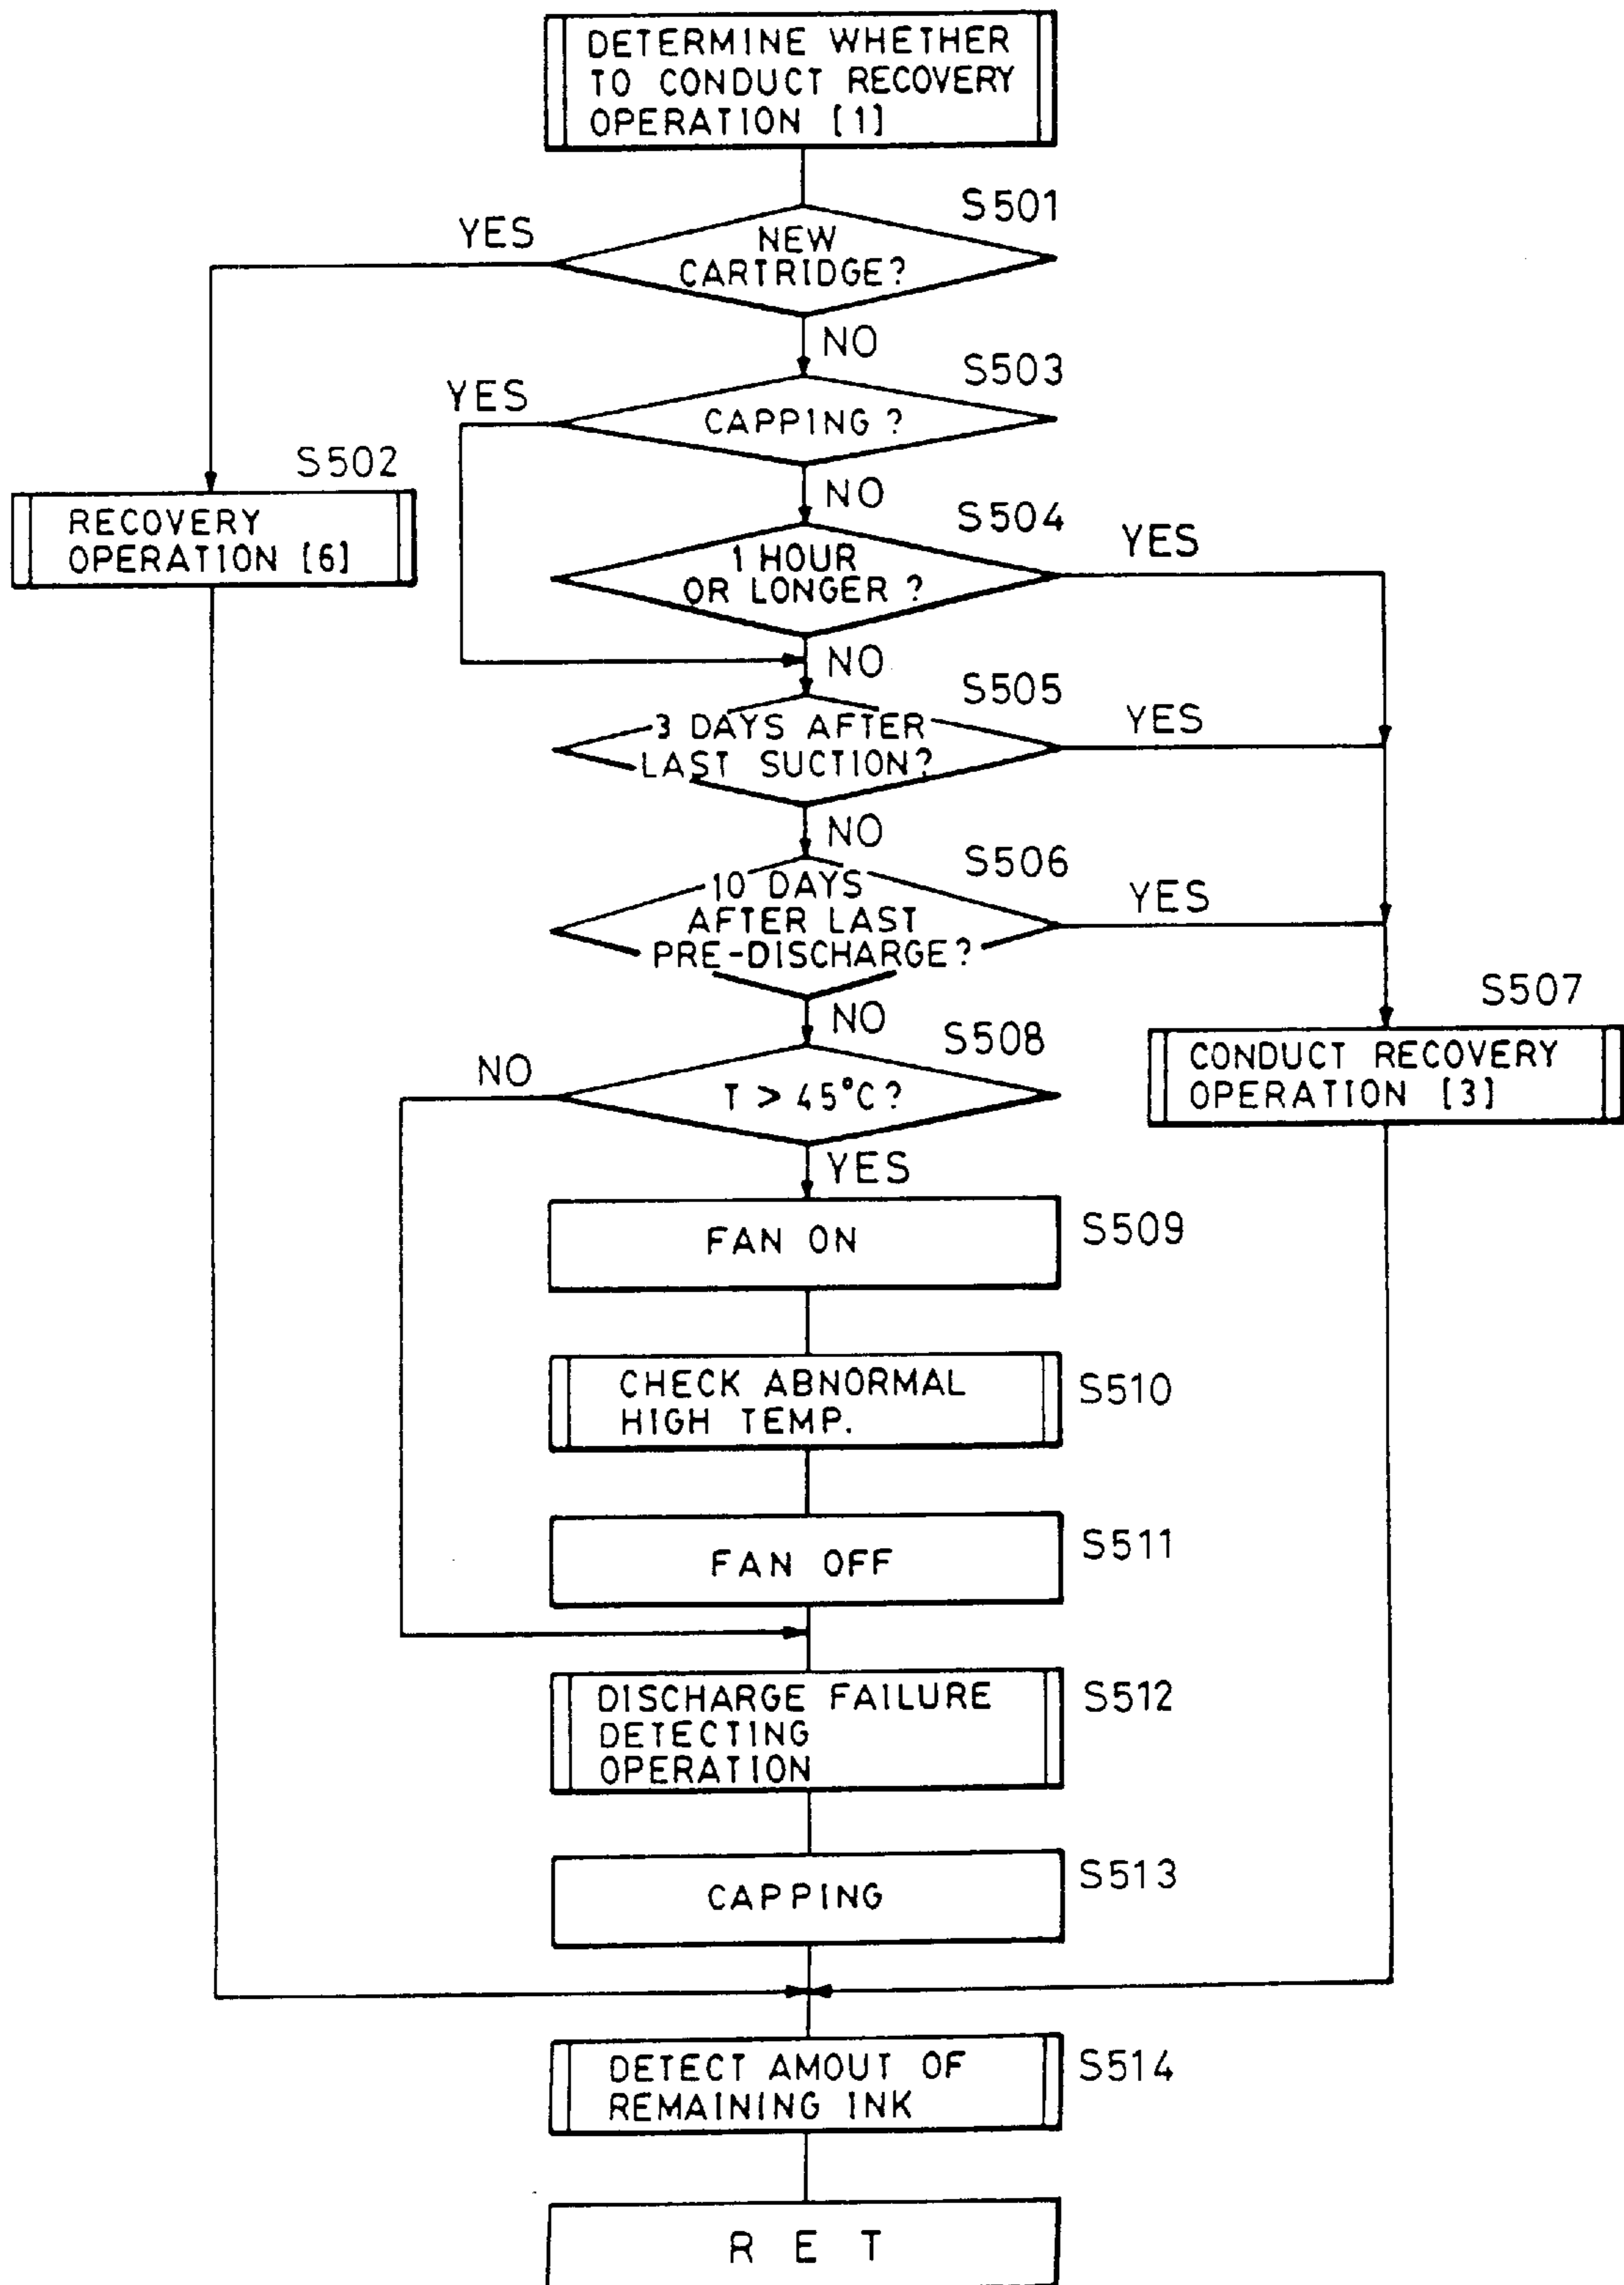 DETERMINE WHETHER
TO CONDUCT RECOVERY
OPERATION [1]
S501
YES
NEW
CARTRIDGE?
NO
S503
YES
CAPPING ?
NO
S502
RECOVERY
OPERATION [6]
S504
YES
1 HOUR
OR LONGER ?
NO
S505
3 DAYS AFTER
LAST SUCTION?
YES
NO
S506
10 DAYS
AFTER LAST
PRE-DISCHARGE?
YES
NO
S507
CONDUCT RECOVERY
OPERATION [3]
S508
NO
T > 45°C?
YES
FAN ON
S509
CHECK ABNORMAL
HIGH TEMP.
S510
FAN OFF
S511
DISCHARGE FAILURE
DETECTING
OPERATION
S512
CAPPING
S513
DETECT AMOUT OF
REMAINING INK
S514
R E T